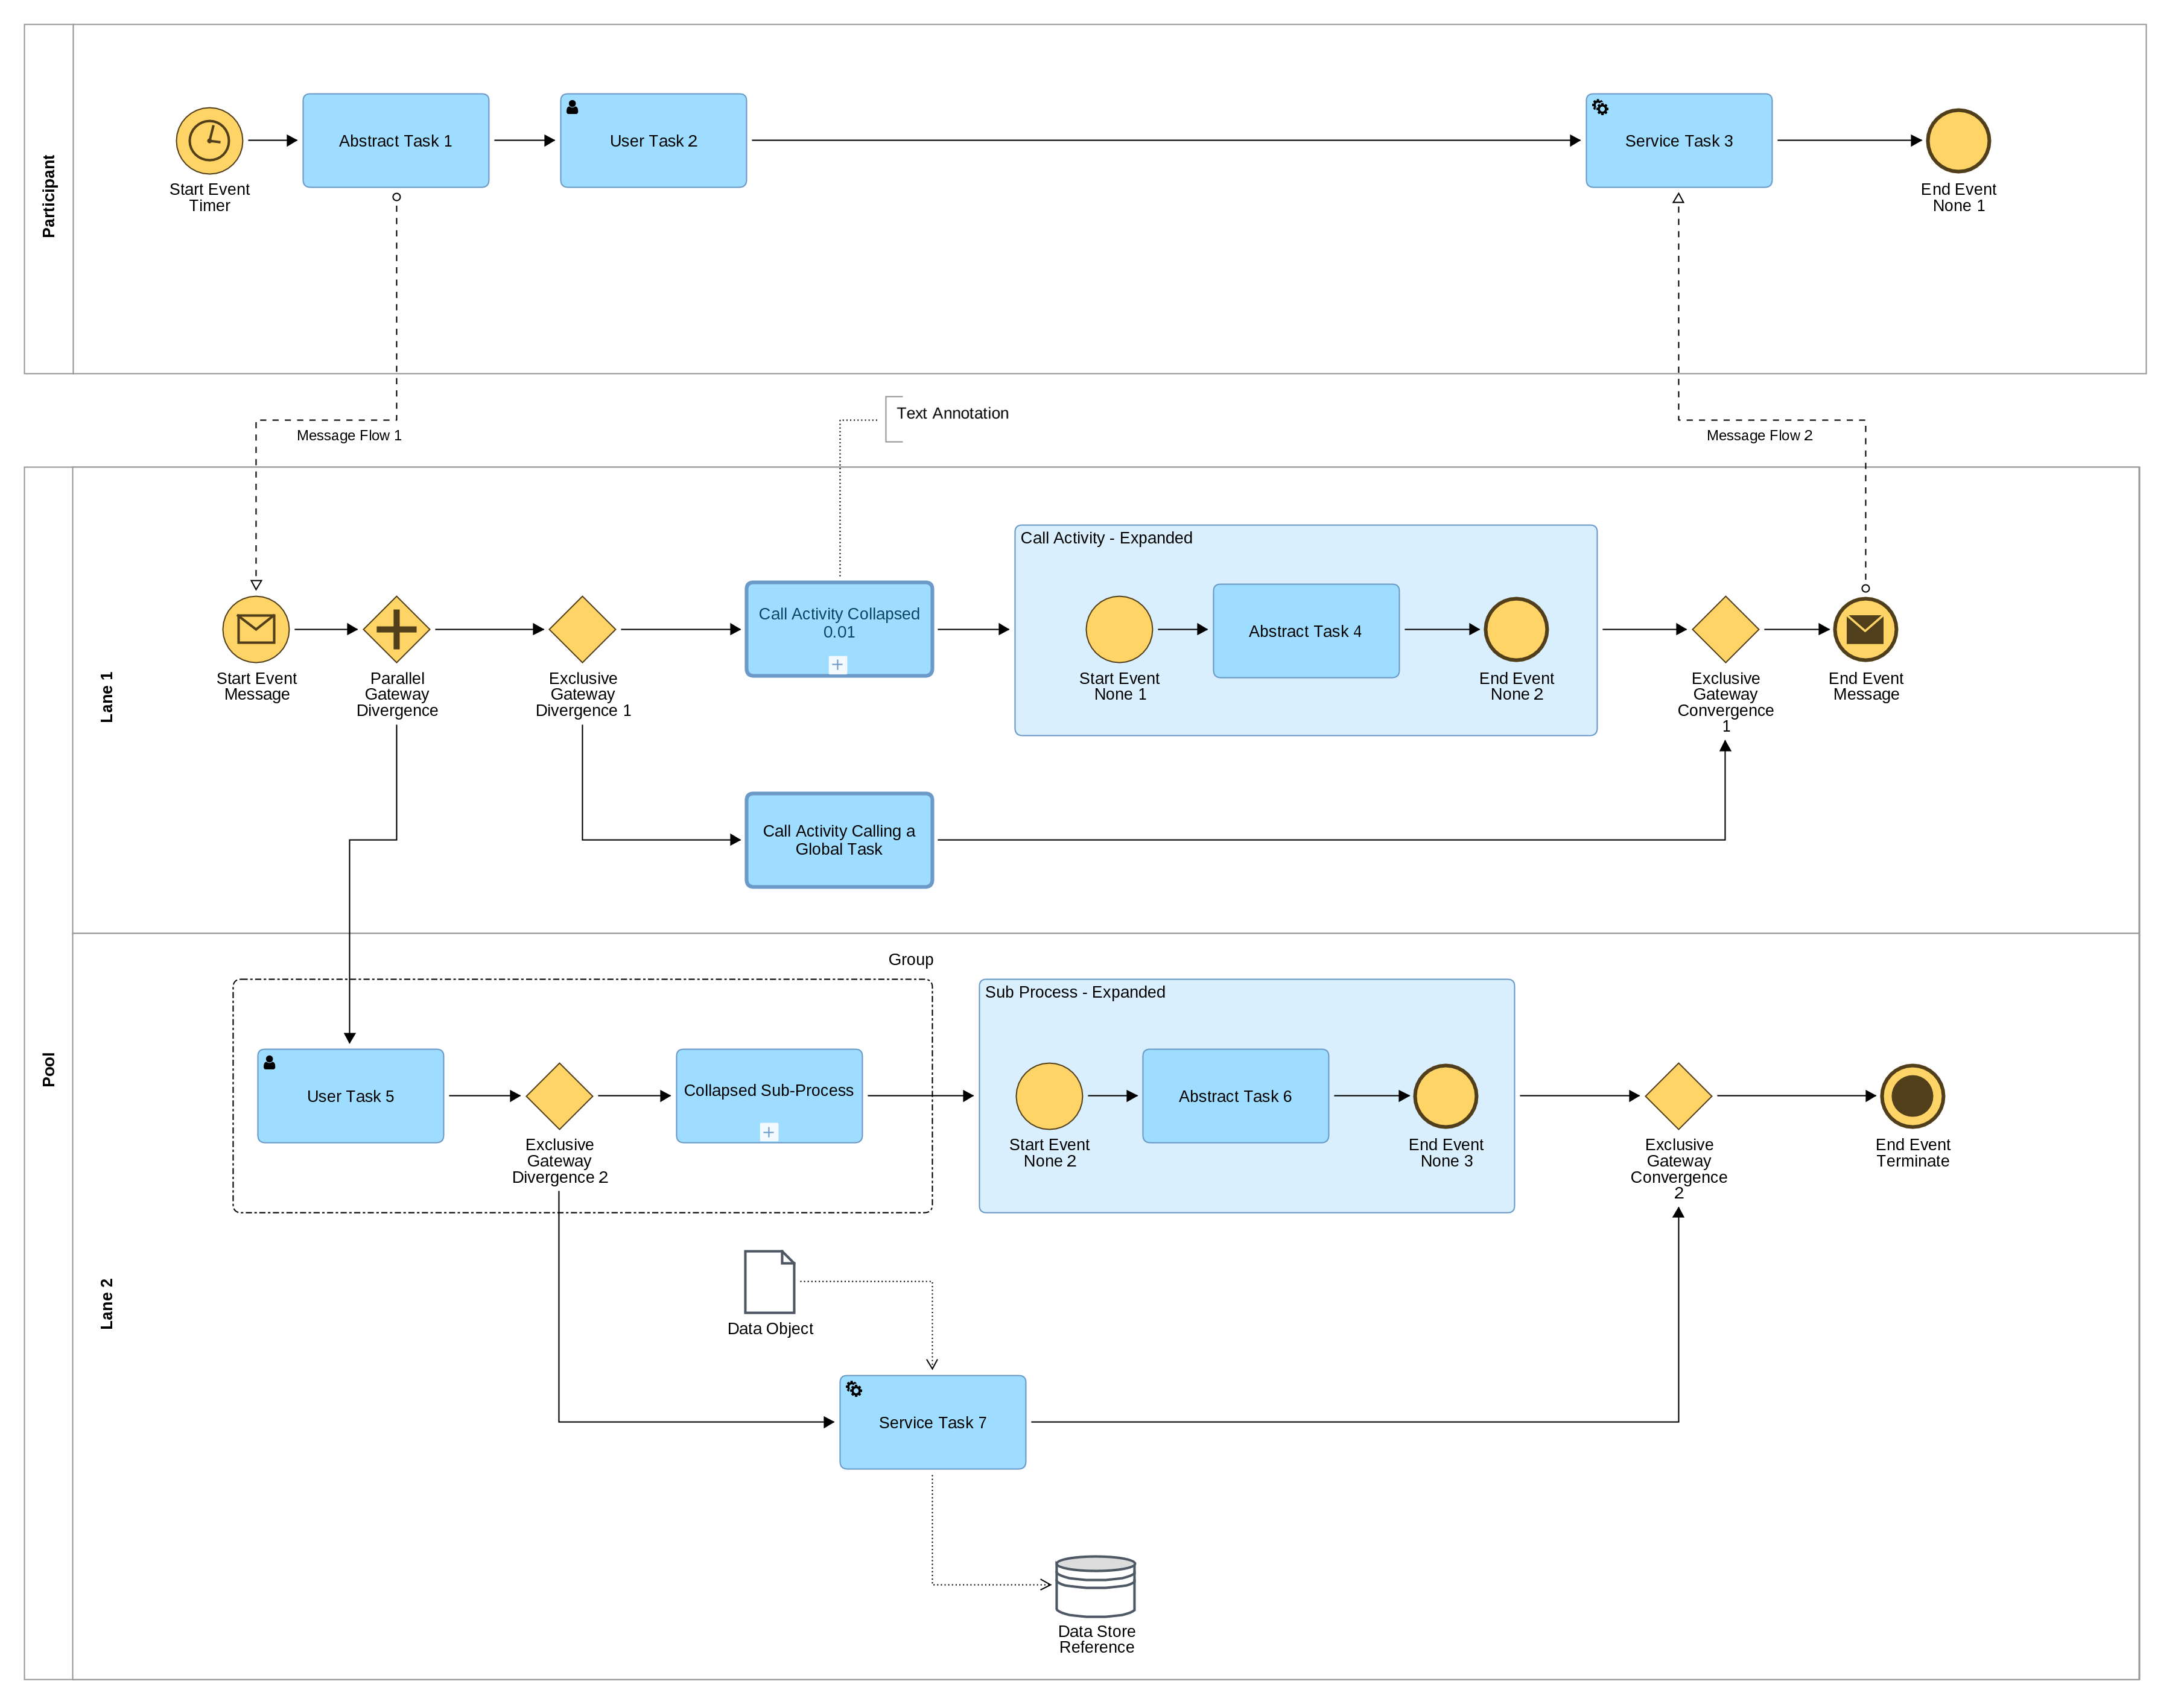 Participant
Abstract Task 1
User Task 2
Service Task 3
Start Event
Timer
End Event
None 1
Message Flow 1
Text Annotation
Message Flow 2
Pool
Lane 1
Call Activity - Expanded
Call Activity Collapsed
0.01
Abstract Task 4
Start Event
Message
Parallel
Gateway
Divergence
Exclusive
Gateway
Divergence 1
Start Event
None 1
End Event
None 2
Exclusive
Gateway
Convergence
1
End Event
Message
Call Activity Calling a
Global Task
Lane 2
Group
Sub Process - Expanded
User Task 5
Collapsed Sub-Process
Abstract Task 6
Exclusive
Gateway
Divergence 2
Start Event
None 2
End Event
None 3
Exclusive
Gateway
Convergence
2
End Event
Terminate
Data Object
Service Task 7
Data Store
Reference